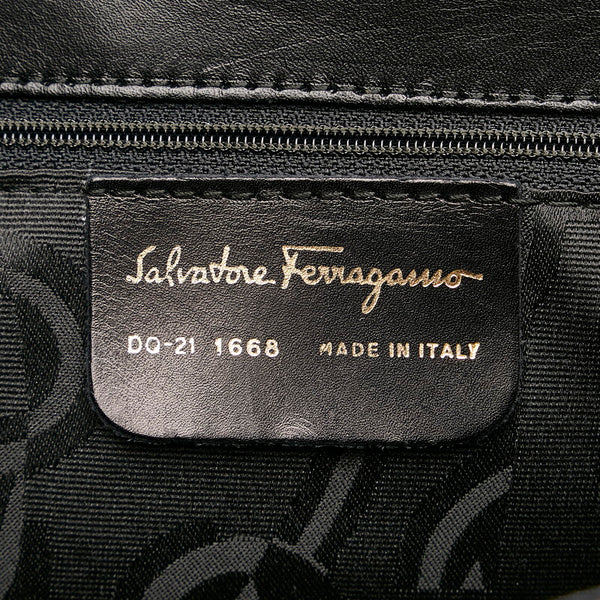 Salvatore Ferragamo
DQ-21 1668 MADE IN ITALY